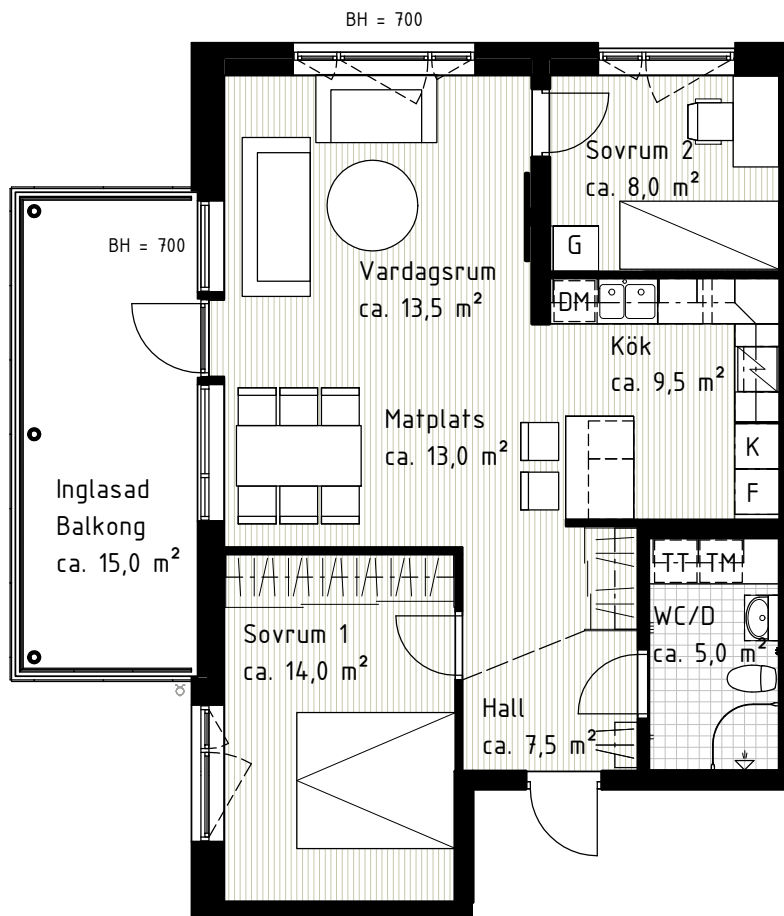 BH = 700
Sovrum 2
ca. 8,0 m²
G
BH = 700
Vardagsrum
ca. 13,5 m²
DM
Kök
ca. 9,5 m²
Matplats
ca. 13,0 m²
K
F
Inglasad
Balkong
ca. 15,0 m²
TT TM
WC/D
ca. 5,0 m²
Sovrum 1
ca. 14,0 m²
Hall
ca. 7,5 m²